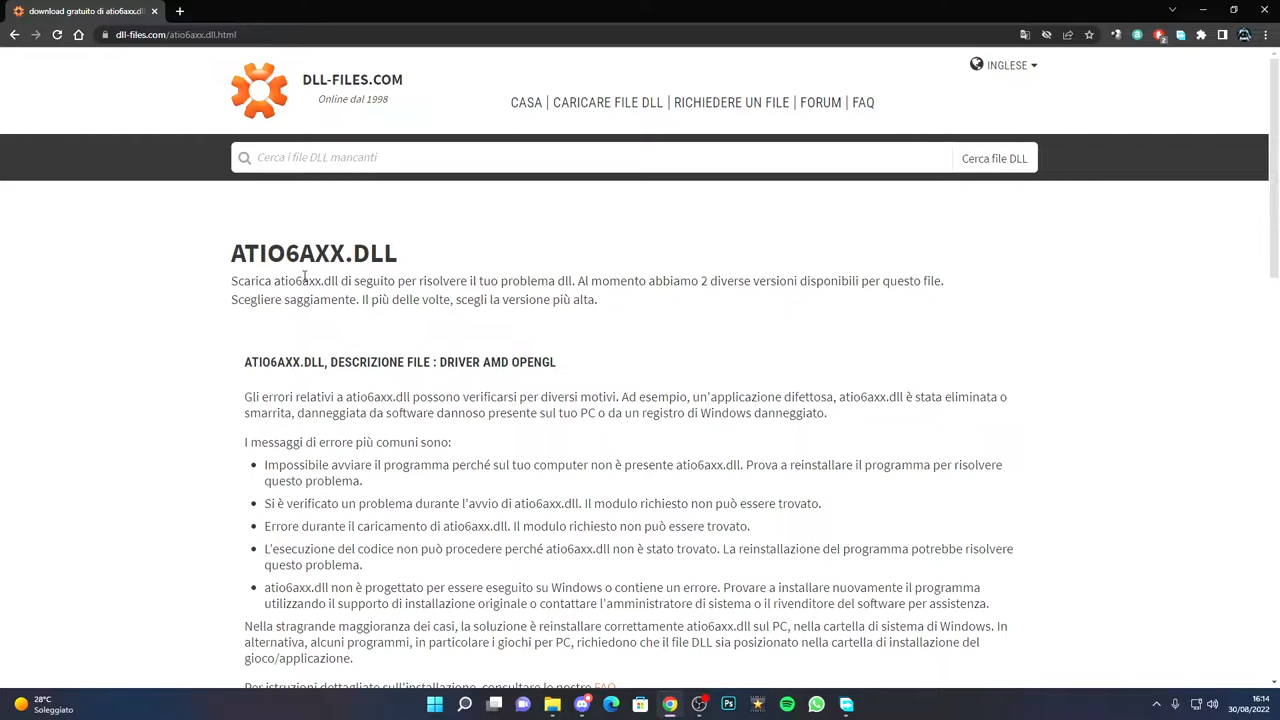 download gratuito di atio6axx.dll
dll-files.com/atio6axx.dll.html
DLL-FILES.COM
Online dal 1998
INGLESE
CASA | CARICARE FILE DLL | RICHIEDERE UN FILE | FORUM | FAQ
Cerca i file DLL mancanti
Cerca file DLL
ATIO6AXX.DLL
Scarica atio6axx.dll di seguito per risolvere il tuo problema dll. Al momento abbiamo 2 diverse versioni disponibili per questo file.
Scegliere saggiamente. Il più delle volte, scegli la versione più alta.
ATIO6AXX.DLL, DESCRIZIONE FILE : DRIVER AMD OPENGL
Gli errori relativi a atio6axx.dll possono verificarsi per diversi motivi. Ad esempio, un'applicazione difettosa, atio6axx.dll è stata eliminata o
smarrita, danneggiata da software dannoso presente sul tuo PC o da un registro di Windows danneggiato.
I messaggi di errore più comuni sono:
• Impossibile avviare il programma perché sul tuo computer non è presente atio6axx.dll. Prova a reinstallare il programma per risolvere
questo problema.
• Si è verificato un problema durante l'avvio di atio6axx.dll. Il modulo richiesto non può essere trovato.
• Errore durante il caricamento di atio6axx.dll. Il modulo richiesto non può essere trovato.
• L'esecuzione del codice non può procedere perché atio6axx.dll non è stato trovato. La reinstallazione del programma potrebbe risolvere
questo problema.
• atio6axx.dll non è progettato per essere eseguito su Windows o contiene un errore. Provare a installare nuovamente il programma
utilizzando il supporto di installazione originale o contattare l'amministratore di sistema o il rivenditore del software per assistenza.
Nella stragrande maggioranza dei casi, la soluzione è reinstallare correttamente atio6axx.dll sul PC, nella cartella di sistema di Windows. In
alternativa, alcuni programmi, in particolare i giochi per PC, richiedono che il file DLL sia posizionato nella cartella di installazione del
gioco/applicazione.
Per istruzioni dettagliate sull'installazione, consultare le nostre FAQ
28°C
Soleggiato
16:14
30/08/2022